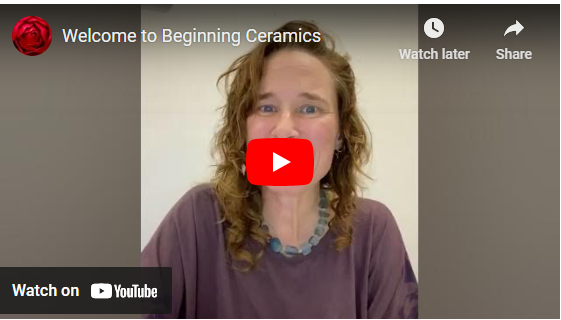 Welcome to Beginning Ceramics
Watch later
Share
Watch on YouTube